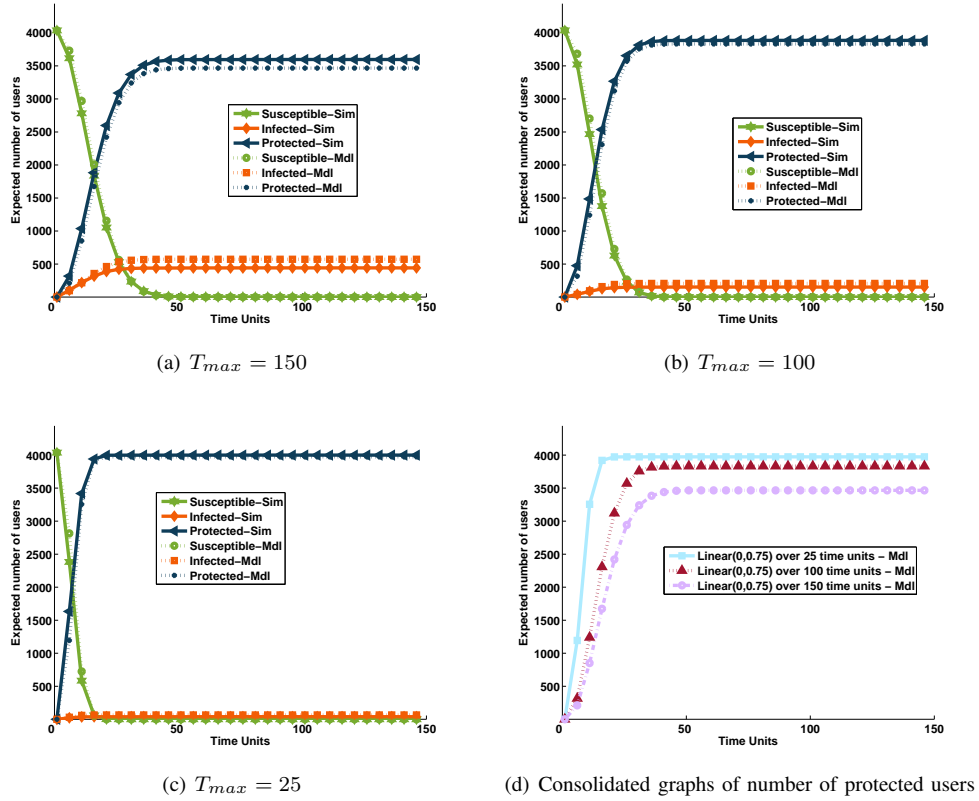 Expected number of users
4000
3500
3000
2500
2000
1500
1000
500
0
50
100
150
Time Units
Susceptible−Sim
Infected−Sim
Protected−Sim
Susceptible−Mdl
Infected−Mdl
Protected−Mdl
(a) T_max = 150
Expected number of users
4000
3500
3000
2500
2000
1500
1000
500
0
50
100
150
Time Units
Susceptible−Sim
Infected−Sim
Protected−Sim
Susceptible−Mdl
Infected−Mdl
Protected−Mdl
(b) T_max = 100
Expected number of users
4000
3500
3000
2500
2000
1500
1000
500
0
50
100
150
Time Units
Susceptible−Sim
Infected−Sim
Protected−Sim
Susceptible−Mdl
Infected−Mdl
Protected−Mdl
(c) T_max = 25
Expected number of users
4000
3500
3000
2500
2000
1500
1000
500
0
50
100
150
Time Units
Linear(0,0.75) over 25 time units − Mdl
Linear(0,0.75) over 100 time units − Mdl
Linear(0,0.75) over 150 time units − Mdl
(d) Consolidated graphs of number of protected users